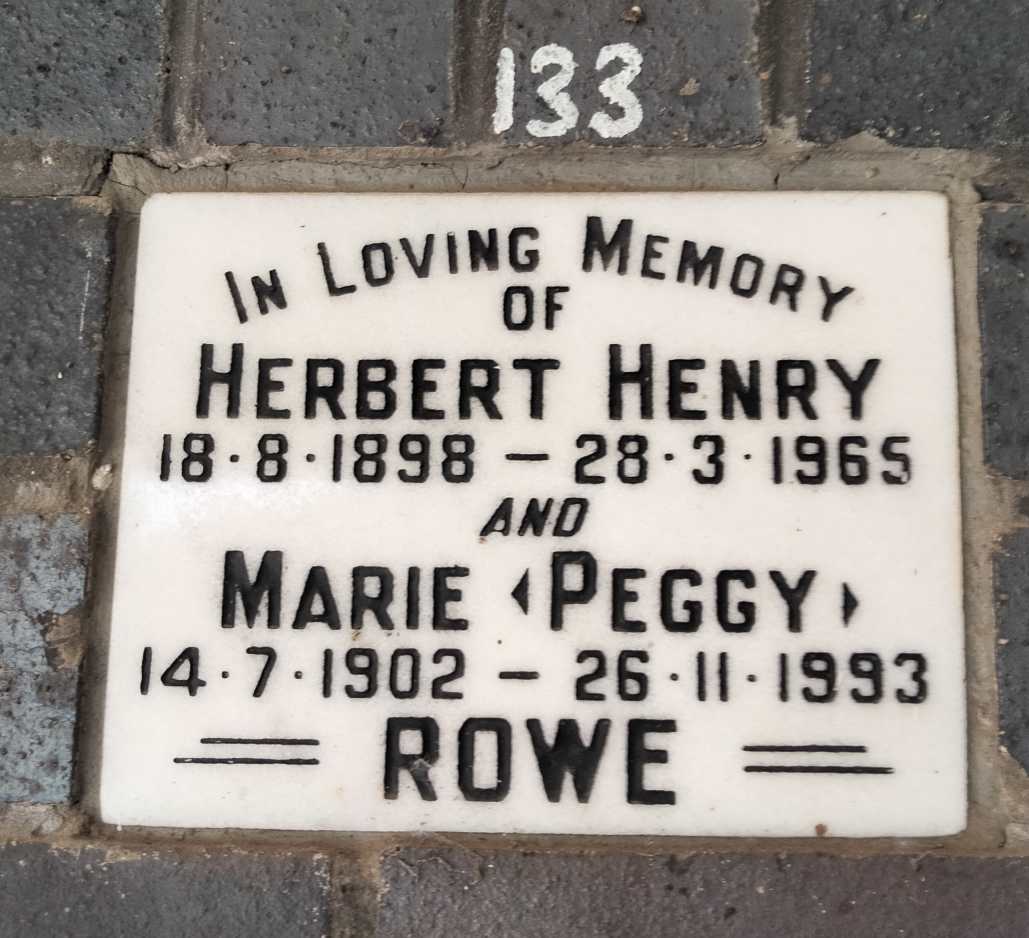 133
IN LOVING MEMORY
OF
HERBERT HENRY
18·8·1898 – 28·3·1965
AND
MARIE ‹PEGGY›
14·7·1902 – 26·11·1993
ROWE